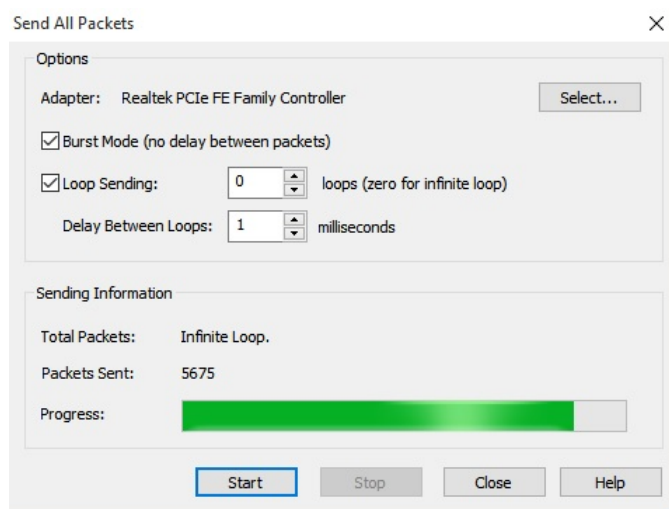 Send All Packets
Options
Adapter: Realtek PCIe FE Family Controller Select...
Burst Mode (no delay between packets)
Loop Sending: 0 loops (zero for infinite loop)
Delay Between Loops: 1 milliseconds
Sending Information
Total Packets: Infinite Loop.
Packets Sent: 5675
Progress:
Start Stop Close Help